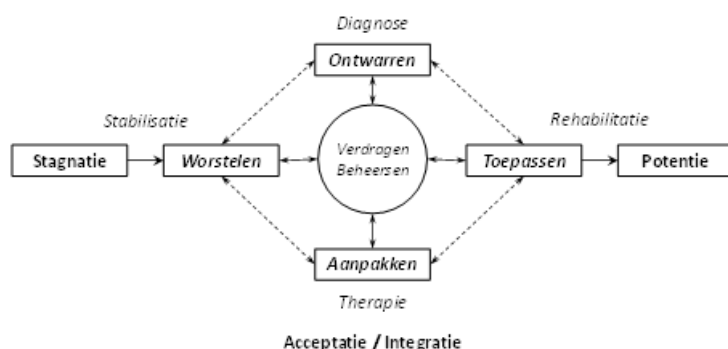 Diagnose
Ontwarren
Stabilisatie
Rehabilitatie
Verdragen
Beheersen
Stagnatie
Worstelen
Toepassen
Potentie
Aanpakken
Therapie
Acceptatie / Integratie